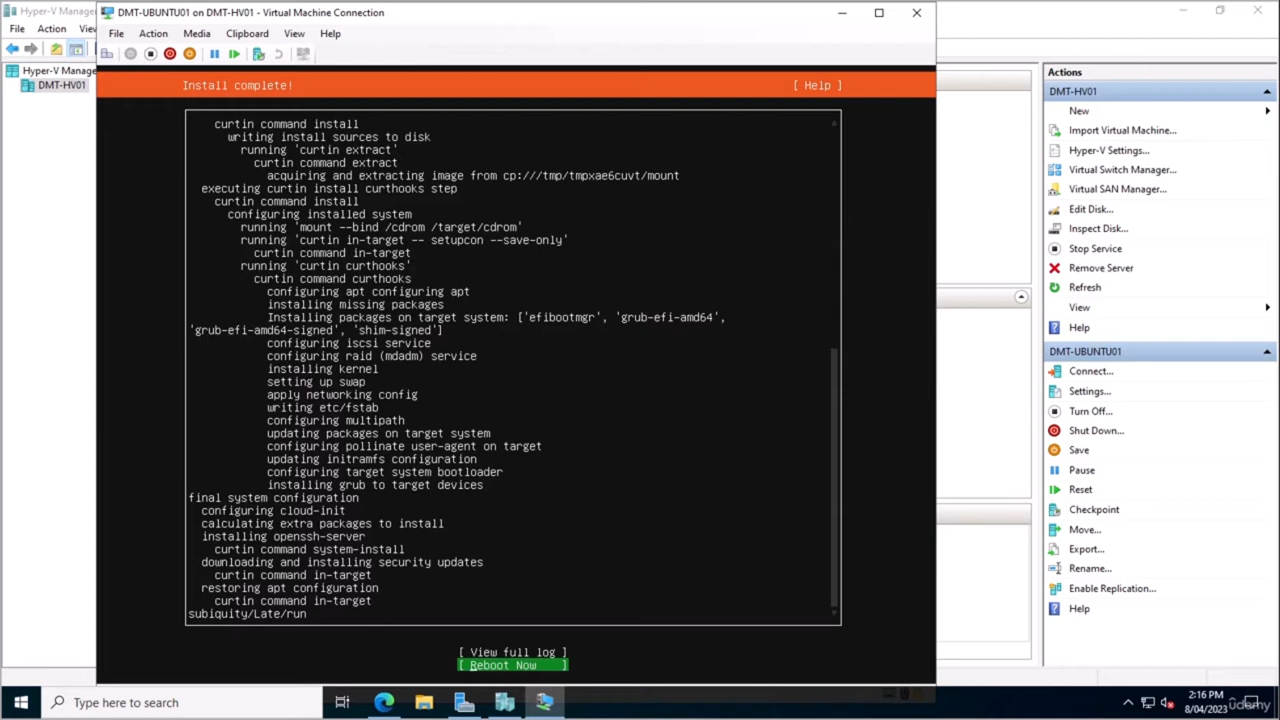 Hyper-V Manager
File Action View
Hyper-V Manage
DMT-HV01
DMT-UBUNTU01 on DMT-HV01 - Virtual Machine Connection
File Action Media Clipboard View Help
Install complete!
[ Help ]
curtin command install
writing install sources to disk
running 'curtin extract'
curtin command extract
acquiring and extracting image from cp:///tmp/tmpxae6cuvt/mount
executing curtin install curthooks step
curtin command install
configuring installed system
running 'mount --bind /cdrom /target/cdrom'
running 'curtin in-target -- setupcon --save-only'
curtin command in-target
running 'curtin curthooks'
curtin command curthooks
configuring apt configuring apt
installing missing packages
Installing packages on target system: ['efibootmgr', 'grub-efi-amd64',
'grub-efi-amd64-signed', 'shim-signed']
configuring iscsi service
configuring raid (mdadm) service
installing kernel
setting up swap
apply networking config
writing etc/fstab
configuring multipath
updating packages on target system
configuring pollinate user-agent on target
updating initramfs configuration
configuring target system bootloader
installing grub to target devices
final system configuration
configuring cloud-init
calculating extra packages to install
installing openssh-server
curtin command system-install
downloading and installing security updates
curtin command in-target
restoring apt configuration
curtin command in-target
subiquity/Late/run
[ View full log ]
[ Reboot Now ]
Actions
DMT-HV01
New
Import Virtual Machine...
Hyper-V Settings...
Virtual Switch Manager...
Virtual SAN Manager...
Edit Disk...
Inspect Disk...
Stop Service
Remove Server
Refresh
View
Help
DMT-UBUNTU01
Connect...
Settings...
Turn Off...
Shut Down...
Save
Pause
Reset
Checkpoint
Move...
Export...
Rename...
Enable Replication...
Help
Type here to search
2:16 PM
8/04/2023
udemy